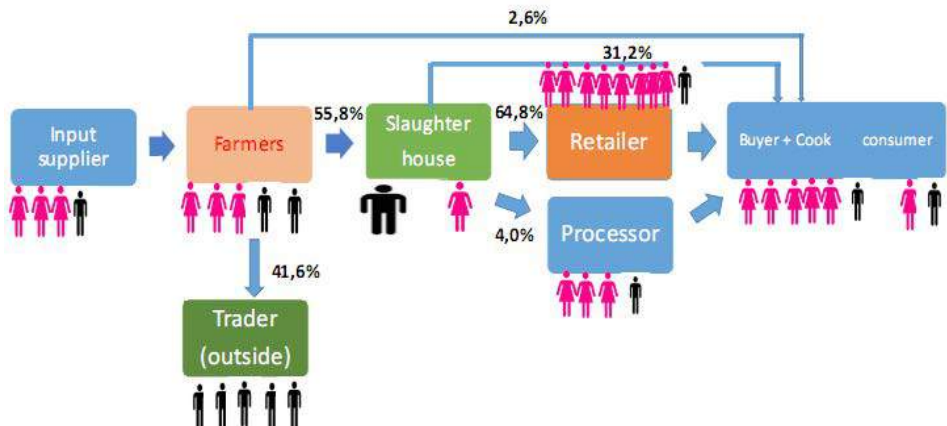 2,6%
31,2%
Input
supplier
Farmers
55,8%
Slaughter
house
64,8%
Retailer
Buyer + Cook
consumer
4,0%
Processor
41,6%
Trader
(outside)